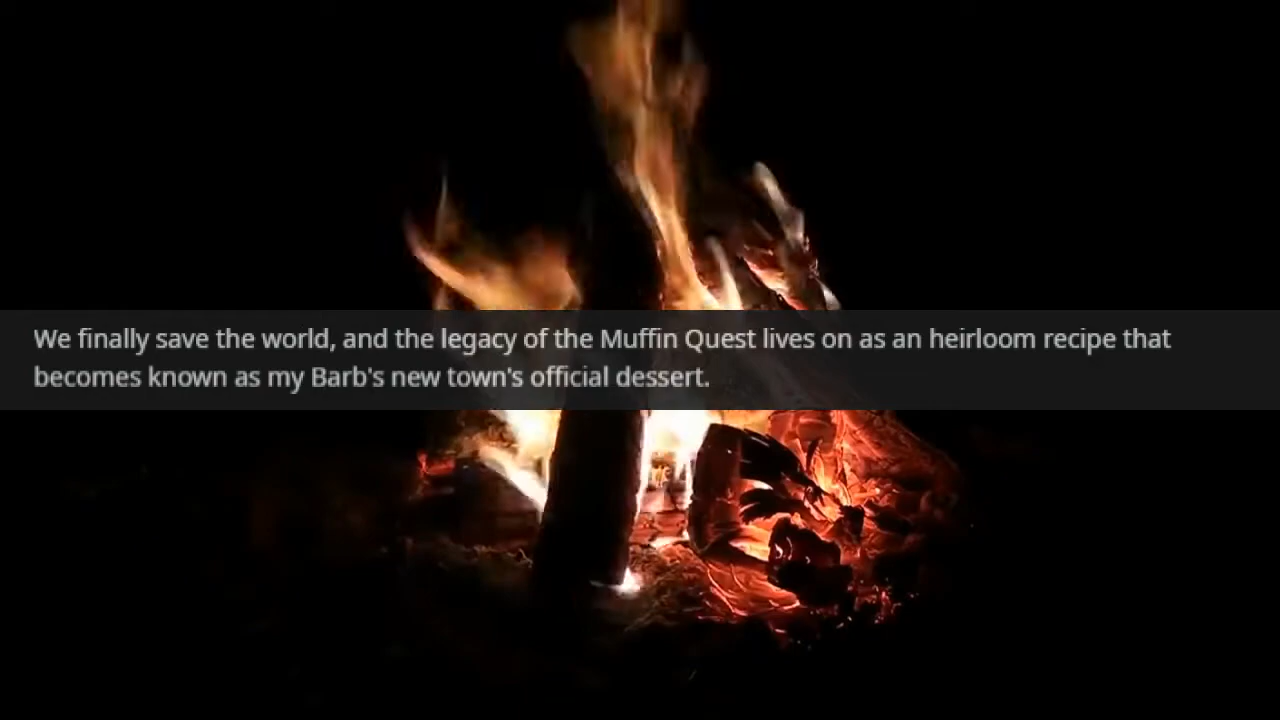 We finally save the world, and the legacy of the Muffin Quest lives on as an heirloom recipe that
becomes known as my Barb's new town's official dessert.